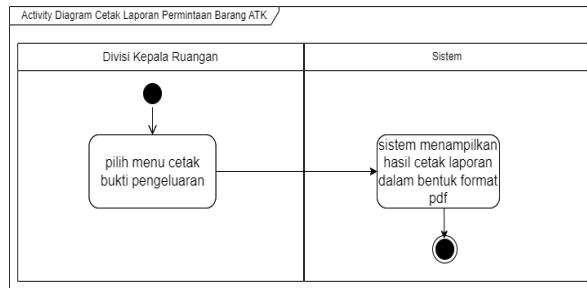 Activity Diagram Cetak Laporan Permintaan Barang ATK
Divisi Kepala Ruangan
Sistem
pilih menu cetak
bukti pengeluaran
sistem menampilkan
hasil cetak laporan
dalam bentuk format
pdf